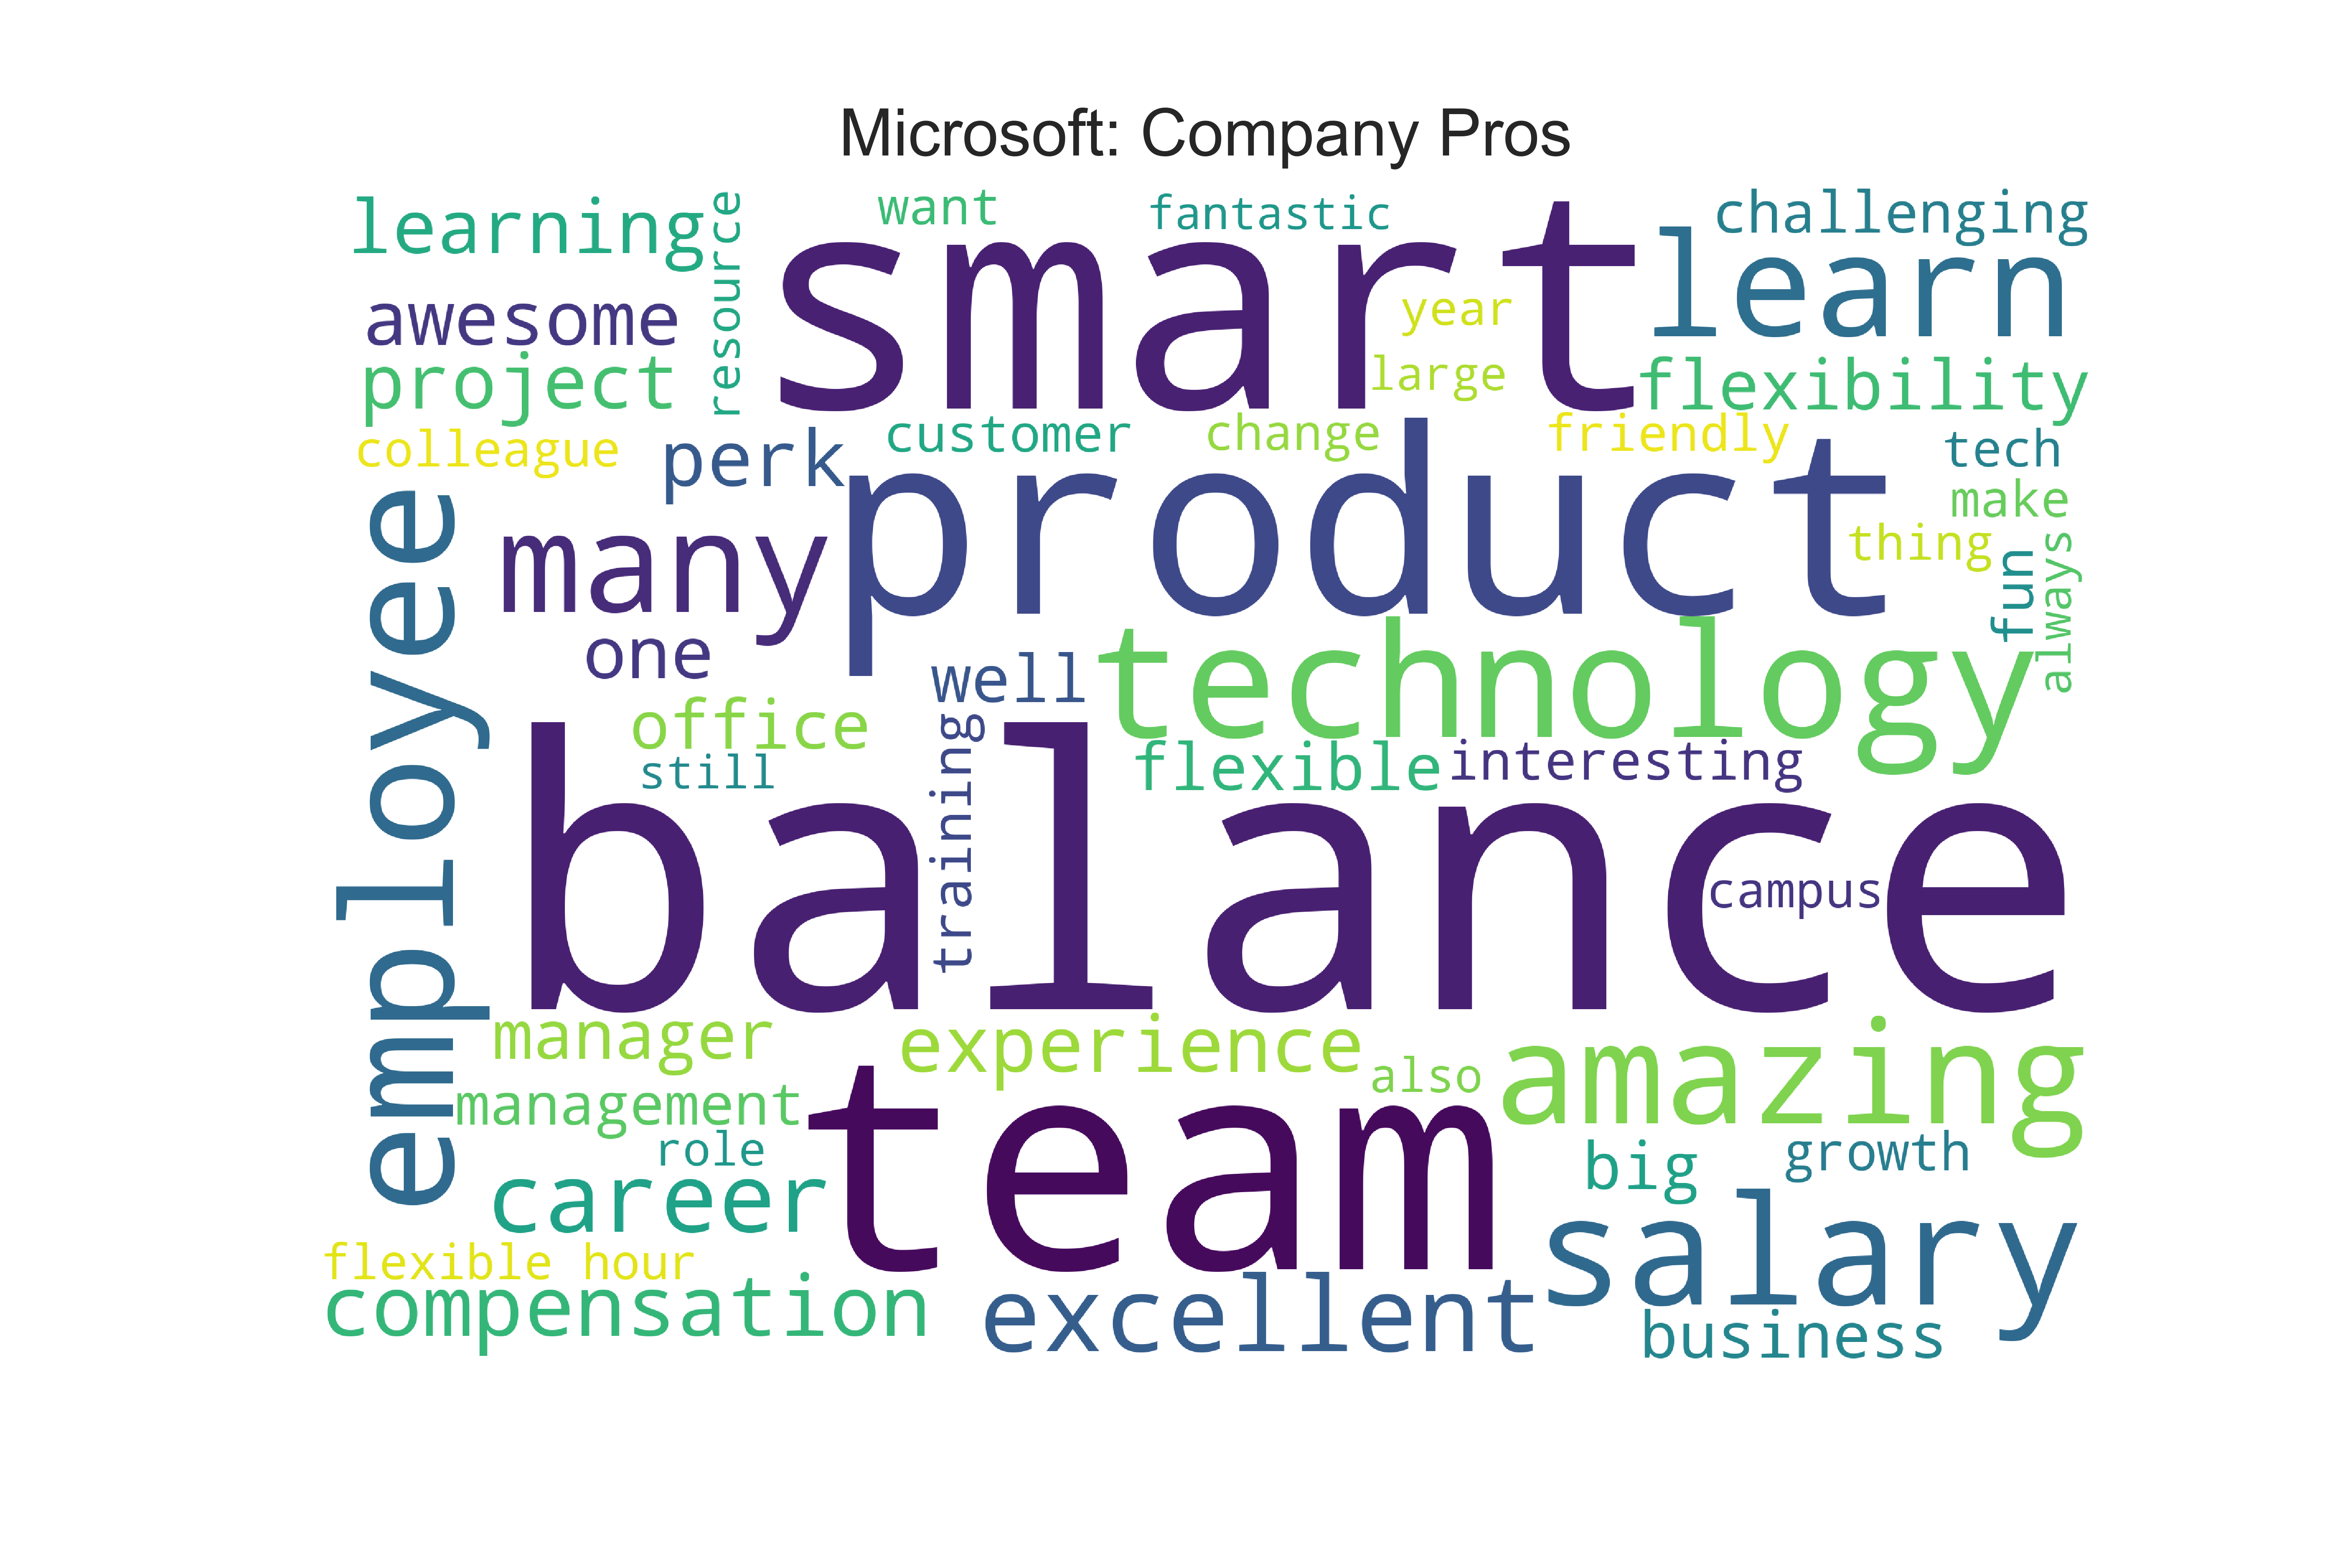 Microsoft: Company Pros
learning
resource
want
fantastic
challenging
smart
learn
awesome
year
project
large
flexibility
colleague
perk
customer
change
friendly
tech
employee
many
product
make
thing
fun
always
one
well
technology
office
still
training
flexible
interesting
balance
campus
manager
experience
also
amazing
management
team
role
big
growth
career
salary
flexible hour
compensation
excellent
business